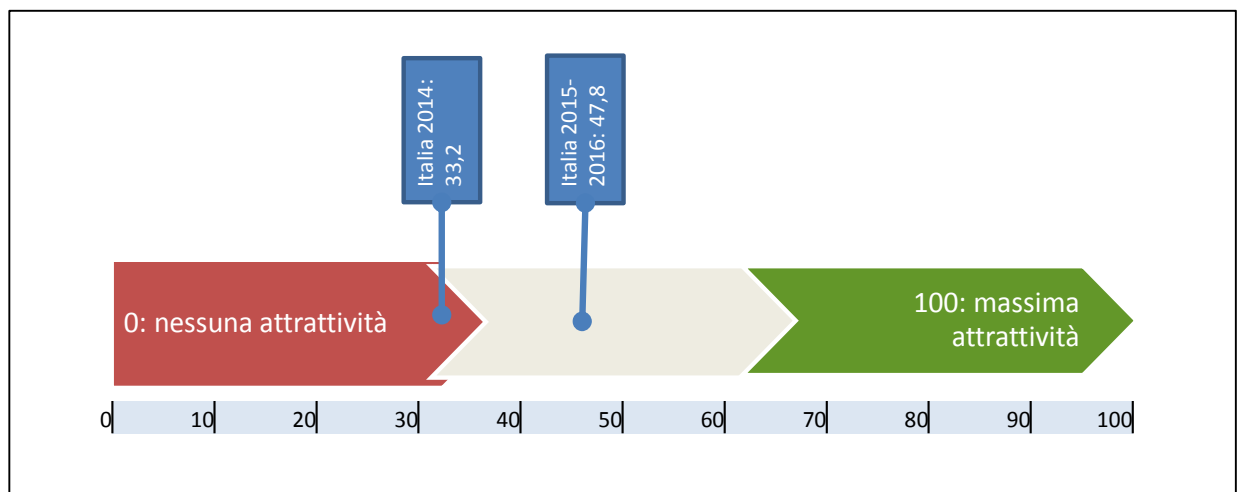 Italia 2014:
33,2
Italia 2015-
2016: 47,8
0: nessuna attrattività
100: massima
attrattività
0 10 20 30 40 50 60 70 80 90 100